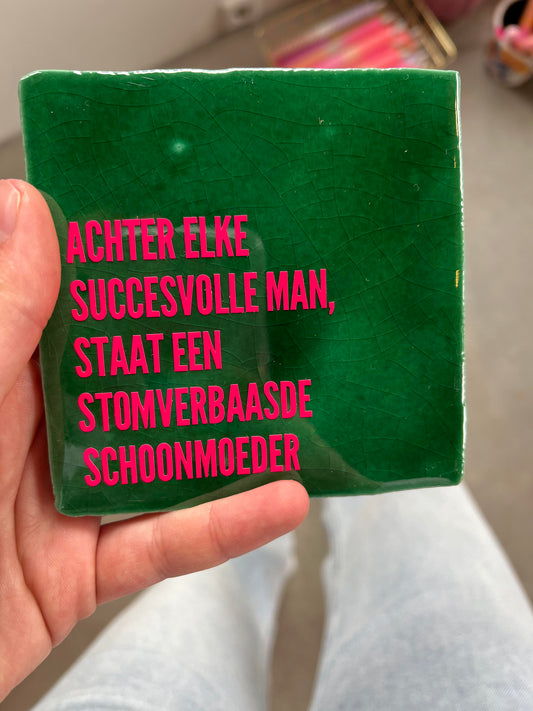 ACHTER ELKE
SUCCESVOLLE MAN,
STAAT EEN
STOMVERBAASDE
SCHOONMOEDER